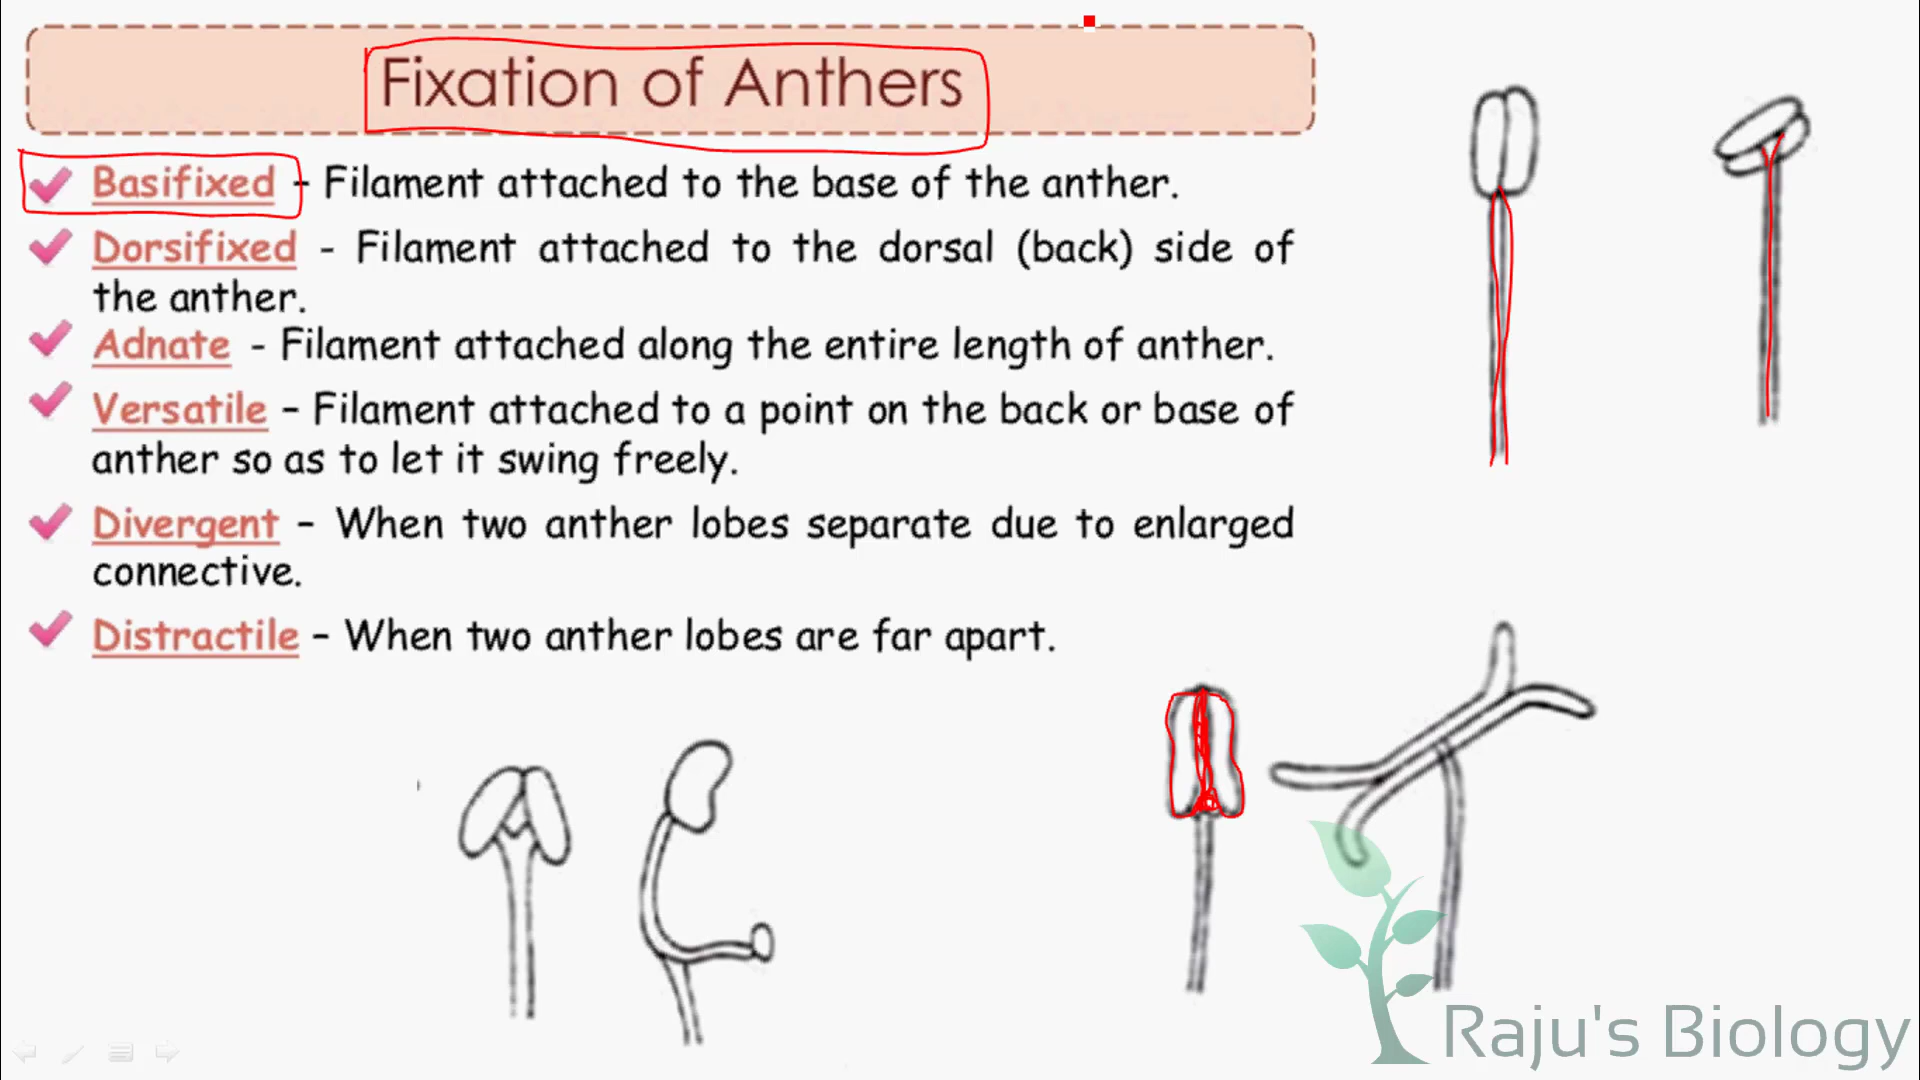 Fixation of Anthers
Basifixed - Filament attached to the base of the anther.
Dorsifixed - Filament attached to the dorsal (back) side of
the anther.
Adnate - Filament attached along the entire length of anther.
Versatile – Filament attached to a point on the back or base of
anther so as to let it swing freely.
Divergent – When two anther lobes separate due to enlarged
connective.
Distractile – When two anther lobes are far apart.
Raju's Biology